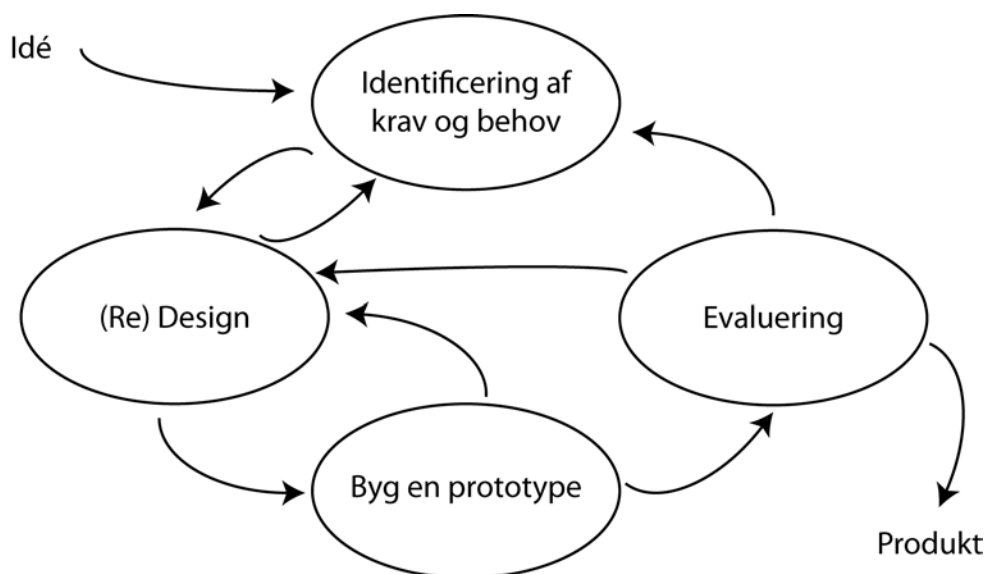 Idé
Identificering af
krav og behov
(Re) Design
Evaluering
Byg en prototype
Produkt